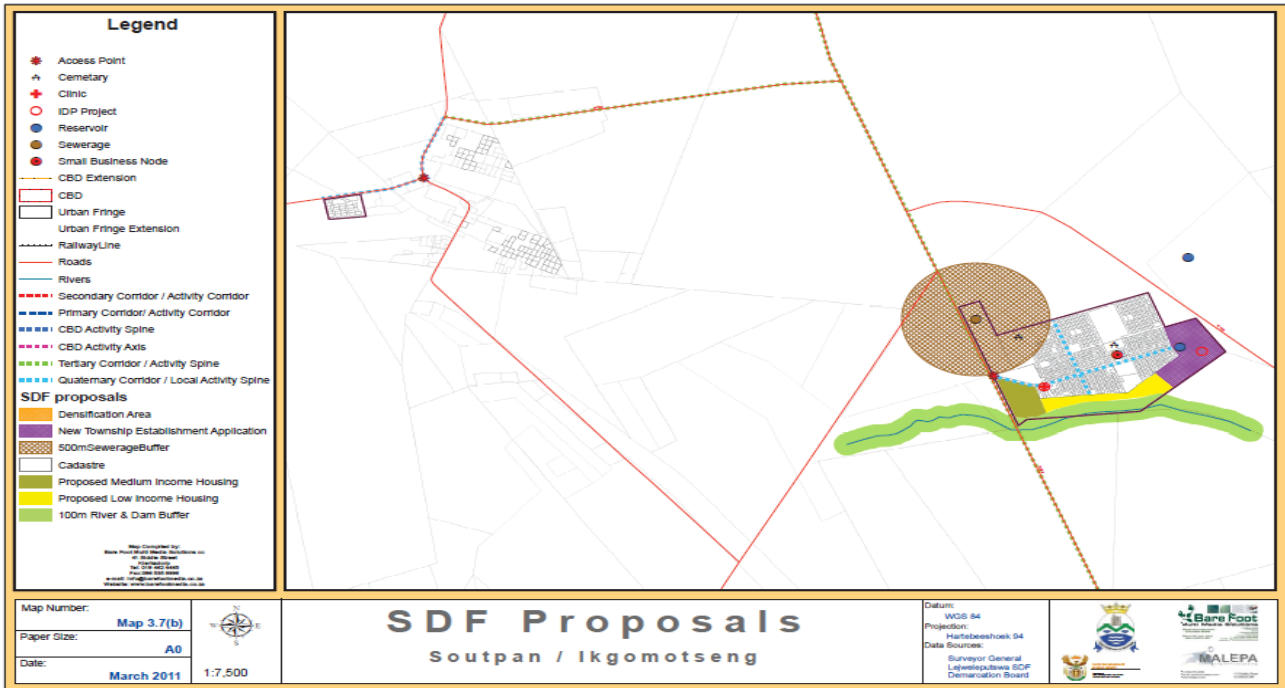 Legend
Access Point
Cemetary
Clinic
IDP Project
Reservoir
Sewerage
Small Business Node
CBD Extension
CBD
Urban Fringe
Urban Fringe Extension
RailwayLine
Roads
Rivers
Secondary Corridor / Activity Corridor
Primary Corridor/ Activity Corridor
CBD Activity Spine
CBD Activity Axis
Tertiary Corridor / Activity Spine
Quaternary Corridor / Local Activity Spine
SDF proposals
Densification Area
New Township Establishment Application
500mSewerageBuffer
Cadastre
Proposed Medium Income Housing
Proposed Low Income Housing
100m River & Dam Buffer
Map Compiled by:
Bare Foot Multi Media Solutions cc
Map Number:
Map 3.7(b)
Paper Size:
A0
Date:
March 2011
N
W E
S
1:7,500
SDF Proposals
Soutpan / Ikgomotseng
Datum:
WGS 84
Projection:
Hartebeeshoek 94
Data Sources:
Surveyor General
Lejweleputswa SDF
Demarcation Board
Bare Foot
Multi Media Solutions
MALEPA